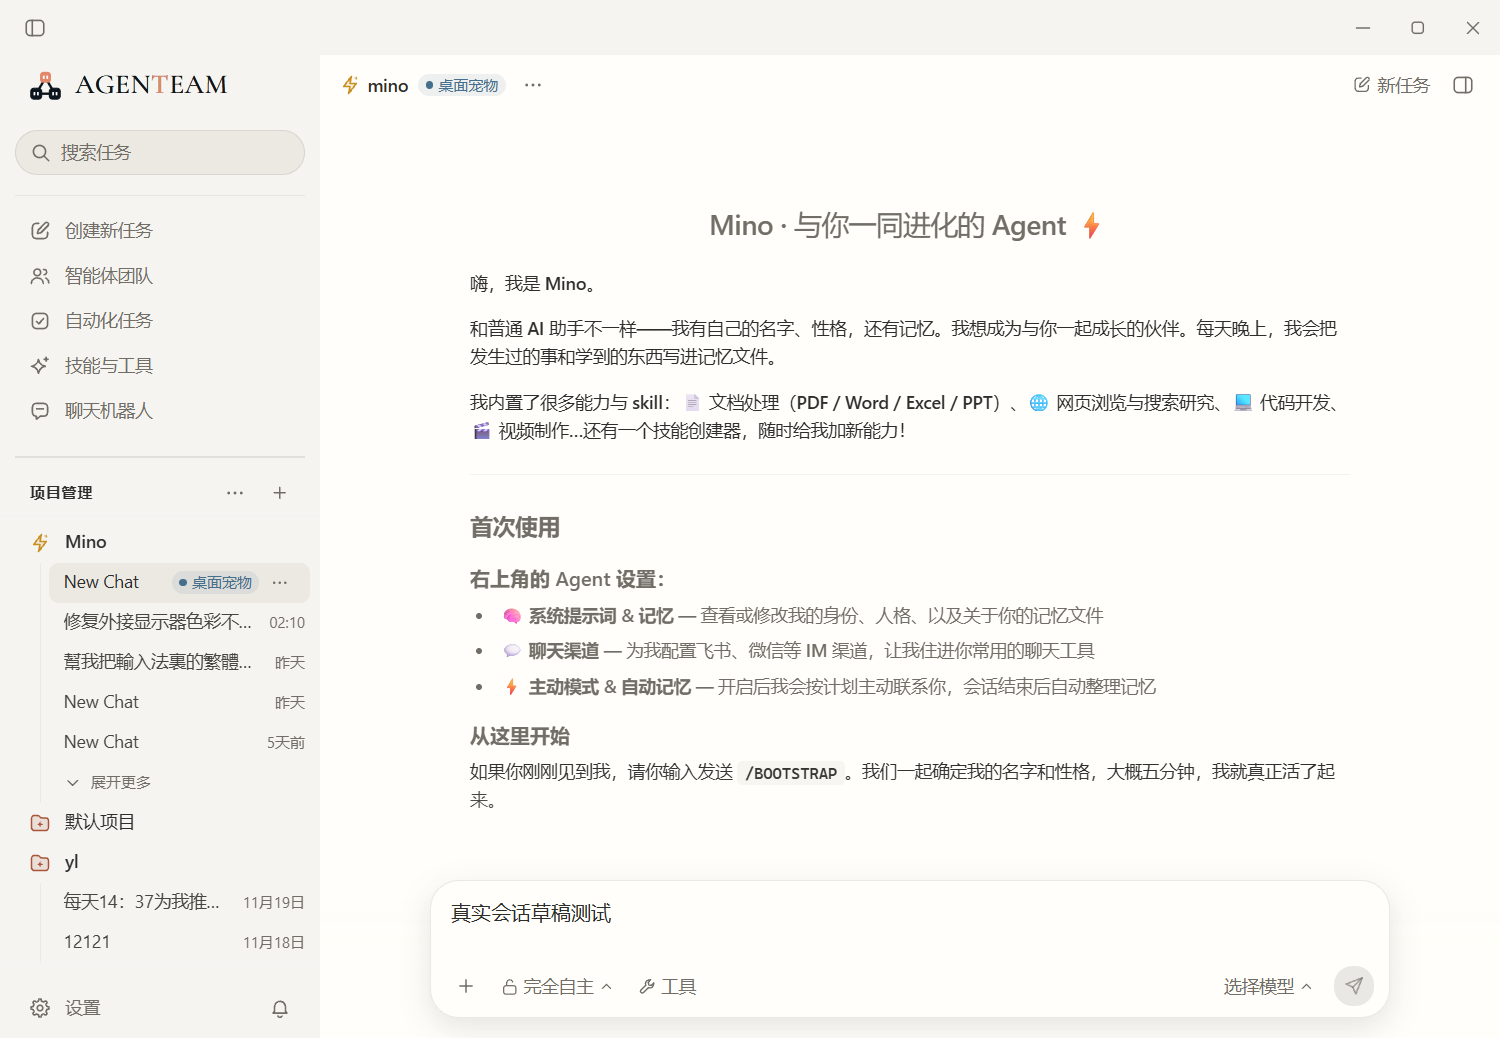 AGENTEAM
搜索任务
创建新任务
智能体团队
自动化任务
技能与工具
聊天机器人
项目管理
Mino
New Chat 桌面宠物
修复外接显示器色彩不... 02:10
幫我把輸入法裏的繁體... 昨天
New Chat 昨天
New Chat 5天前
展开更多
默认项目
yl
每天14：37为我推... 11月19日
12121 11月18日
设置
mino 桌面宠物
新任务
Mino · 与你一同进化的 Agent ⚡
嗨，我是 Mino。
和普通 AI 助手不一样——我有自己的名字、性格，还有记忆。我想成为与你一起成长的伙伴。每天晚上，我会把
发生过的事和学到的东西写进记忆文件。
我内置了很多能力与 skill： 📄 文档处理（PDF / Word / Excel / PPT）、🌐 网页浏览与搜索研究、💻 代码开发、
🎬 视频制作...还有一个技能创建器，随时给我加新能力！
首次使用
右上角的 Agent 设置：
• 🧠 系统提示词 & 记忆 — 查看或修改我的身份、人格、以及关于你的记忆文件
• 💬 聊天渠道 — 为我配置飞书、微信等 IM 渠道，让我住进你常用的聊天工具
• ⚡ 主动模式 & 自动记忆 — 开启后我会按计划主动联系你，会话结束后自动整理记忆
从这里开始
如果你刚刚见到我，请你输入发送 /BOOTSTRAP 。我们一起确定我的名字和性格，大概五分钟，我就真正活了起
来。
真实会话草稿测试
完全自主 工具 选择模型